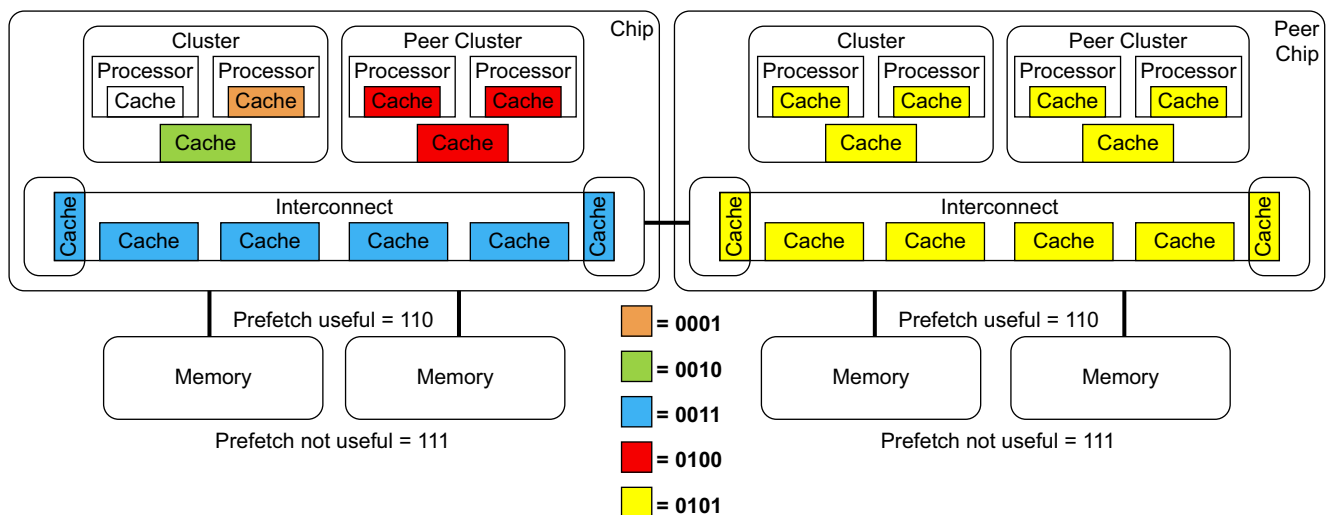 Chip
Cluster
Processor
Cache
Processor
Cache
Cache
Peer Cluster
Processor
Cache
Processor
Cache
Cache
Interconnect
Cache
Cache
Cache
Cache
Cache
Cache
Peer
Chip
Cluster
Processor
Cache
Processor
Cache
Cache
Peer Cluster
Processor
Cache
Processor
Cache
Cache
Interconnect
Cache
Cache
Cache
Cache
Cache
Cache
Prefetch useful = 110
Memory
Memory
Prefetch not useful = 111
= 0001
= 0010
= 0011
= 0100
= 0101
Prefetch useful = 110
Memory
Memory
Prefetch not useful = 111